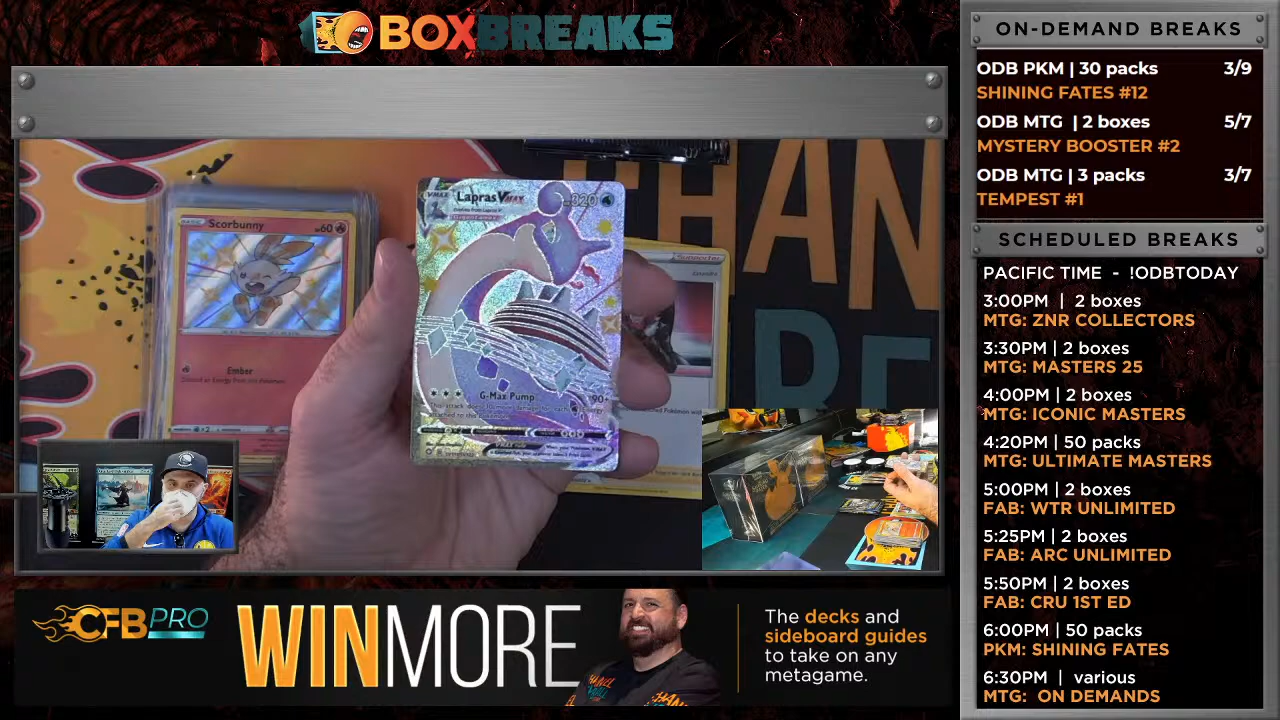 BOXBREAKS
ON-DEMAND BREAKS
ODB PKM | 30 packs 3/9
SHINING FATES #12
ODB MTG | 2 boxes 5/7
MYSTERY BOOSTER #2
ODB MTG | 3 packs 3/7
TEMPEST #1
SCHEDULED BREAKS
PACIFIC TIME - !ODBTODAY
3:00PM | 2 boxes
MTG: ZNR COLLECTORS
3:30PM | 2 boxes
MTG: MASTERS 25
4:00PM | 2 boxes
MTG: ICONIC MASTERS
4:20PM | 50 packs
MTG: ULTIMATE MASTERS
5:00PM | 2 boxes
FAB: WTR UNLIMITED
5:25PM | 2 boxes
FAB: ARC UNLIMITED
5:50PM | 2 boxes
FAB: CRU 1ST ED
6:00PM | 50 packs
PKM: SHINING FATES
6:30PM | various
MTG: ON DEMANDS
Scorbunny 60
Ember
VMAX Lapras VMAX 320
G-Max Pump 90+
CFB PRO
WINMORE
The decks and
sideboard guides
to take on any
metagame.